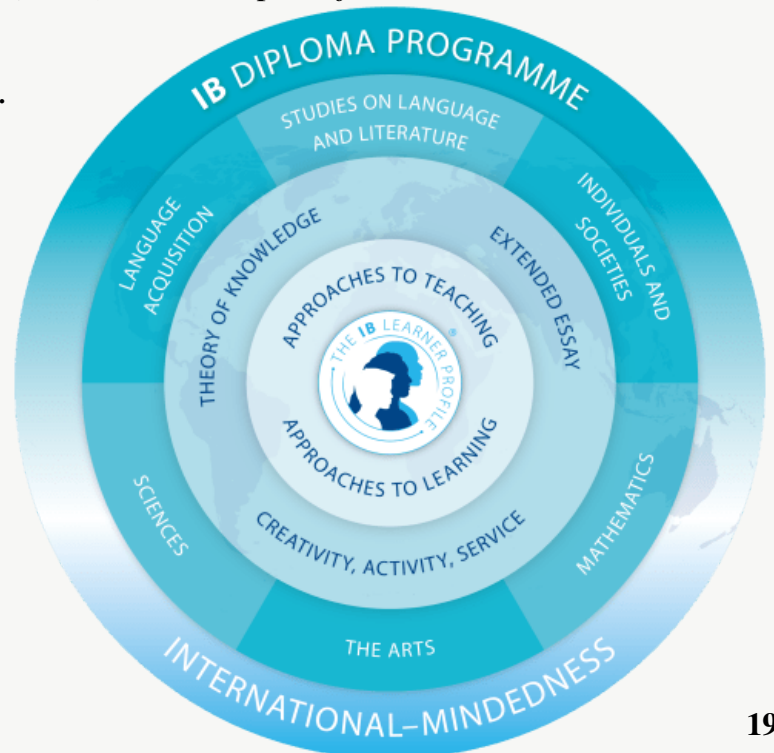 .
IB DIPLOMA PROGRAMME
STUDIES ON LANGUAGE
AND LITERATURE
LANGUAGE
ACQUISITION
INDIVIDUALS AND
SOCIETIES
THEORY OF KNOWLEDGE
EXTENDED ESSAY
APPROACHES TO TEACHING
THE IB LEARNER PROFILE
®
APPROACHES TO LEARNING
SCIENCES
MATHEMATICS
CREATIVITY, ACTIVITY, SERVICE
THE ARTS
INTERNATIONAL–MINDEDNESS
19